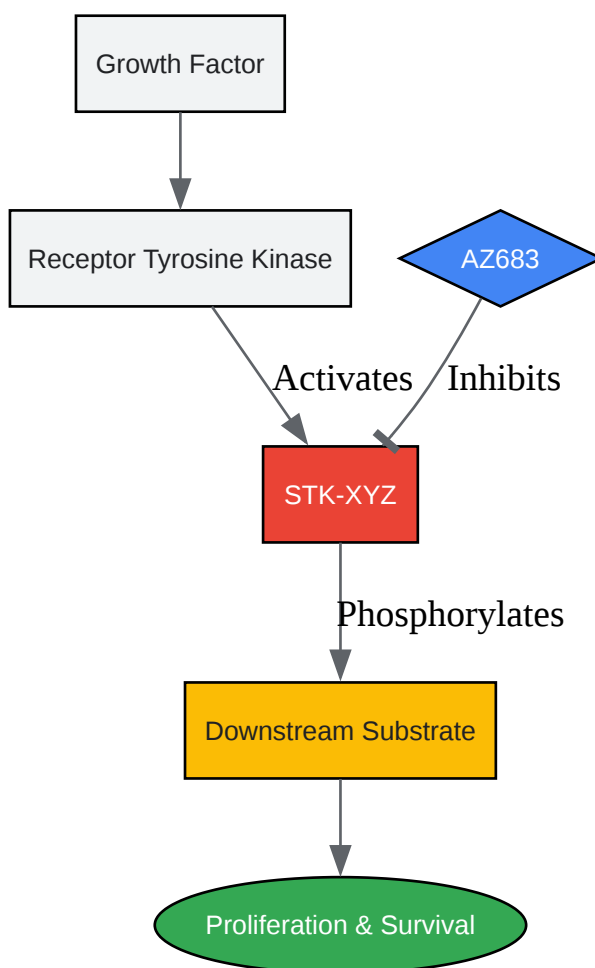 Growth Factor
Receptor Tyrosine Kinase
AZ683
Activates
Inhibits
STK-XYZ
Phosphorylates
Downstream Substrate
Proliferation & Survival